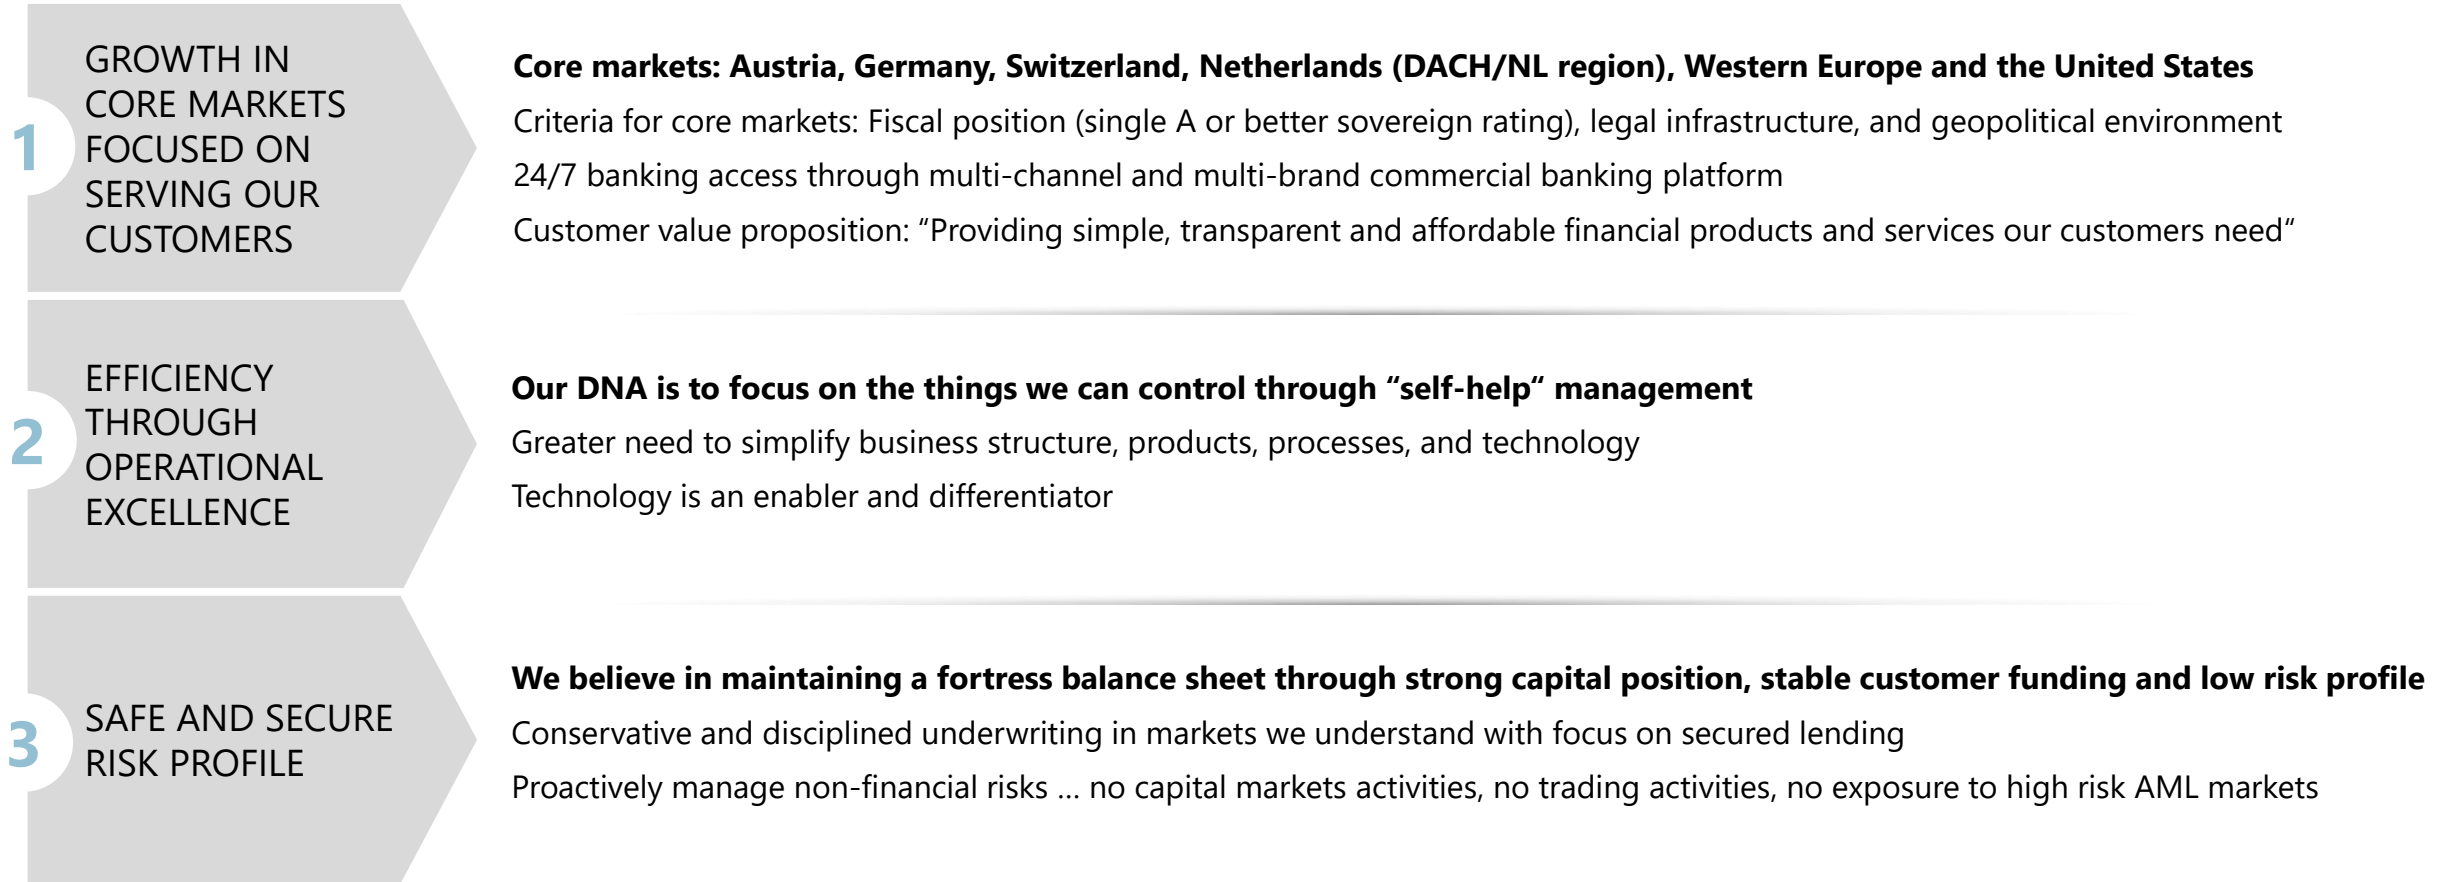 1
GROWTH IN
CORE MARKETS
FOCUSED ON
SERVING OUR
CUSTOMERS
Core markets: Austria, Germany, Switzerland, Netherlands (DACH/NL region), Western Europe and the United States
Criteria for core markets: Fiscal position (single A or better sovereign rating), legal infrastructure, and geopolitical environment
24/7 banking access through multi-channel and multi-brand commercial banking platform
Customer value proposition: “Providing simple, transparent and affordable financial products and services our customers need“
2
EFFICIENCY
THROUGH
OPERATIONAL
EXCELLENCE
Our DNA is to focus on the things we can control through “self-help“ management
Greater need to simplify business structure, products, processes, and technology
Technology is an enabler and differentiator
3
SAFE AND SECURE
RISK PROFILE
We believe in maintaining a fortress balance sheet through strong capital position, stable customer funding and low risk profile
Conservative and disciplined underwriting in markets we understand with focus on secured lending
Proactively manage non-financial risks … no capital markets activities, no trading activities, no exposure to high risk AML markets